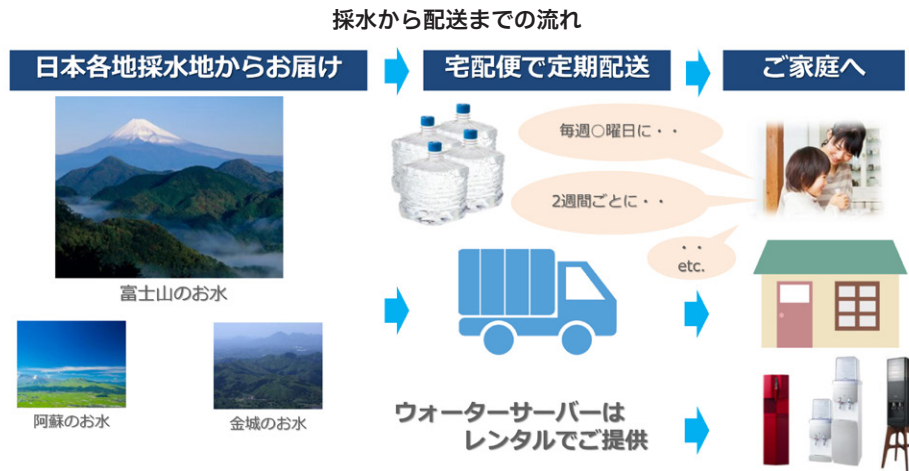 採水から配送までの流れ
日本各地採水地からお届け
宅配便で定期配送
ご家庭へ
毎週○曜日に・・
2週間ごとに・・
・・
etc.
富士山のお水
阿蘇のお水
金城のお水
ウォーターサーバーは
レンタルでご提供